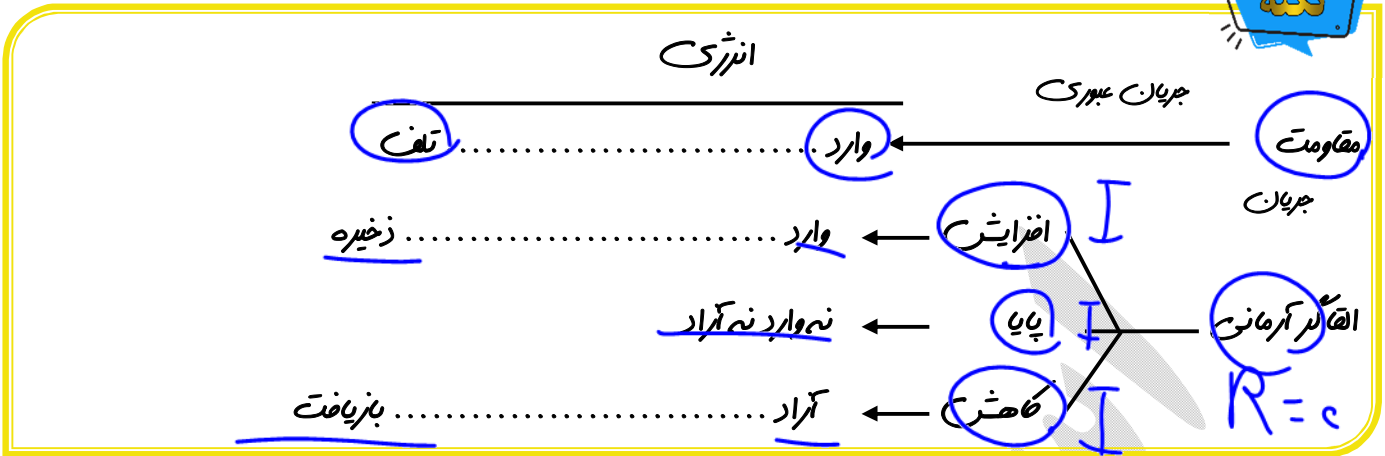 نکته
انرژی
جریان عبوری
مقاومت وارد .............................. تلف
جریان
افزایش I وارد .............................. ذخیره
القاگر آرمانی پایا I نه وارد نه آزاد
R = 0
کاهش I آزاد .............................. بازیافت